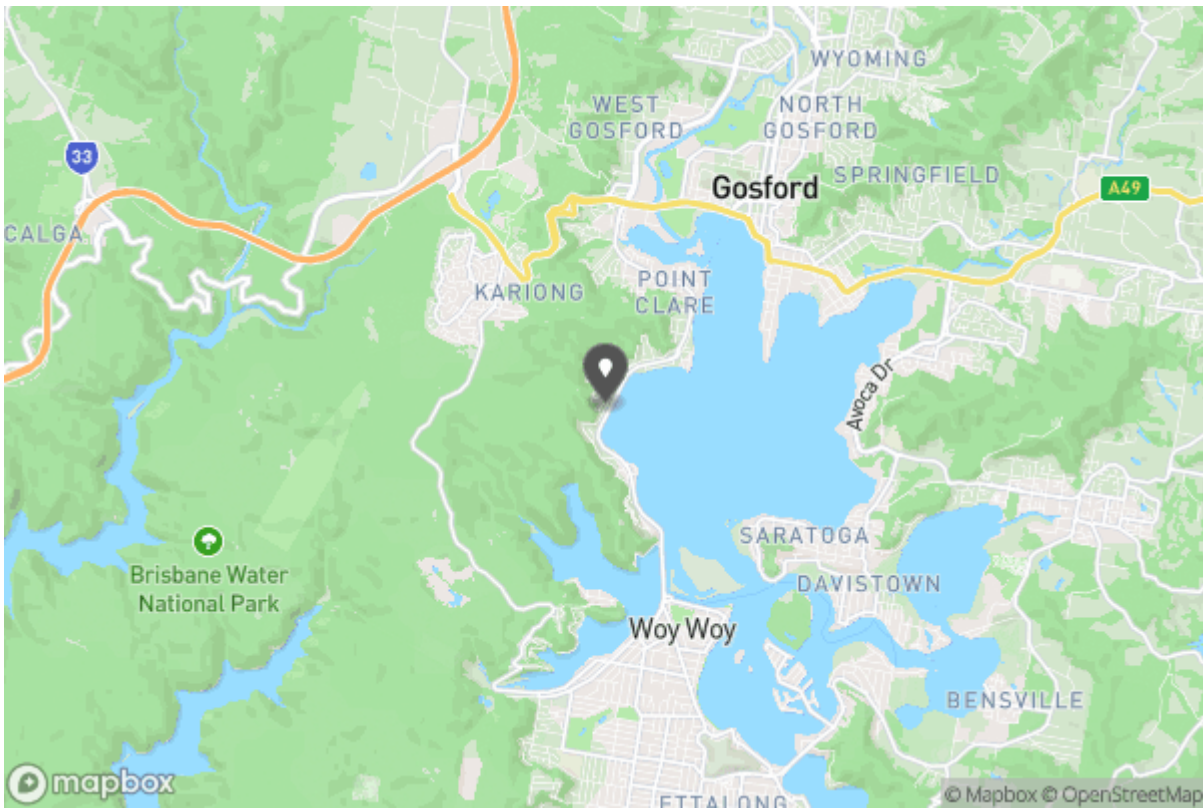 WYOMING
WEST
GOSFORD
NORTH
GOSFORD
33
Gosford
SPRINGFIELD
A49
CALGA
KARIONG
POINT
CLARE
Avoca Dr
SARATOGA
Brisbane Water
National Park
DAVISTOWN
Woy Woy
BENSVILLE
mapbox
ETTALONG
© Mapbox © OpenStreetMap